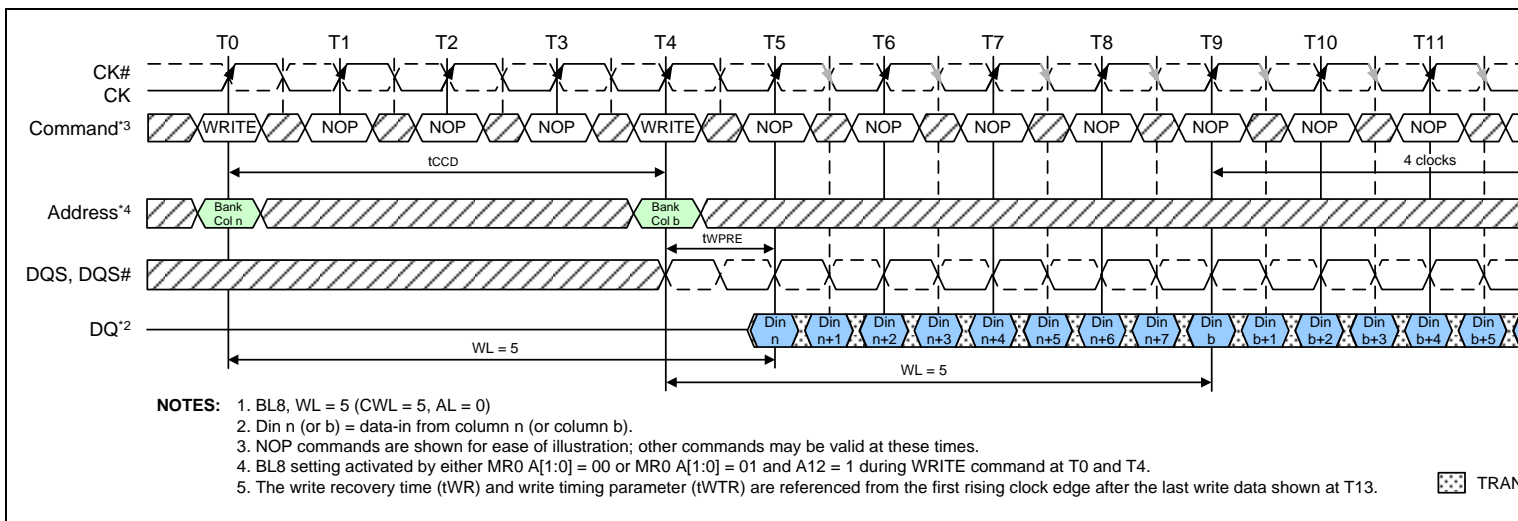 T0 T1 T2 T3 T4 T5 T6 T7 T8 T9 T10 T11
CK#
CK
Command*3 WRITE NOP NOP NOP WRITE NOP NOP NOP NOP NOP NOP NOP
tCCD 4 clocks
Address*4 Bank Col n Bank Col b
tWPRE
DQS, DQS#
DQ*2 Din n Din n+1 Din n+2 Din n+3 Din n+4 Din n+5 Din n+6 Din n+7 Din b Din b+1 Din b+2 Din b+3 Din b+4 Din b+5
WL = 5
WL = 5
NOTES: 1. BL8, WL = 5 (CWL = 5, AL = 0)
2. Din n (or b) = data-in from column n (or column b).
3. NOP commands are shown for ease of illustration; other commands may be valid at these times.
4. BL8 setting activated by either MR0 A[1:0] = 00 or MR0 A[1:0] = 01 and A12 = 1 during WRITE command at T0 and T4.
5. The write recovery time (tWR) and write timing parameter (tWTR) are referenced from the first rising clock edge after the last write data shown at T13.
TRAN